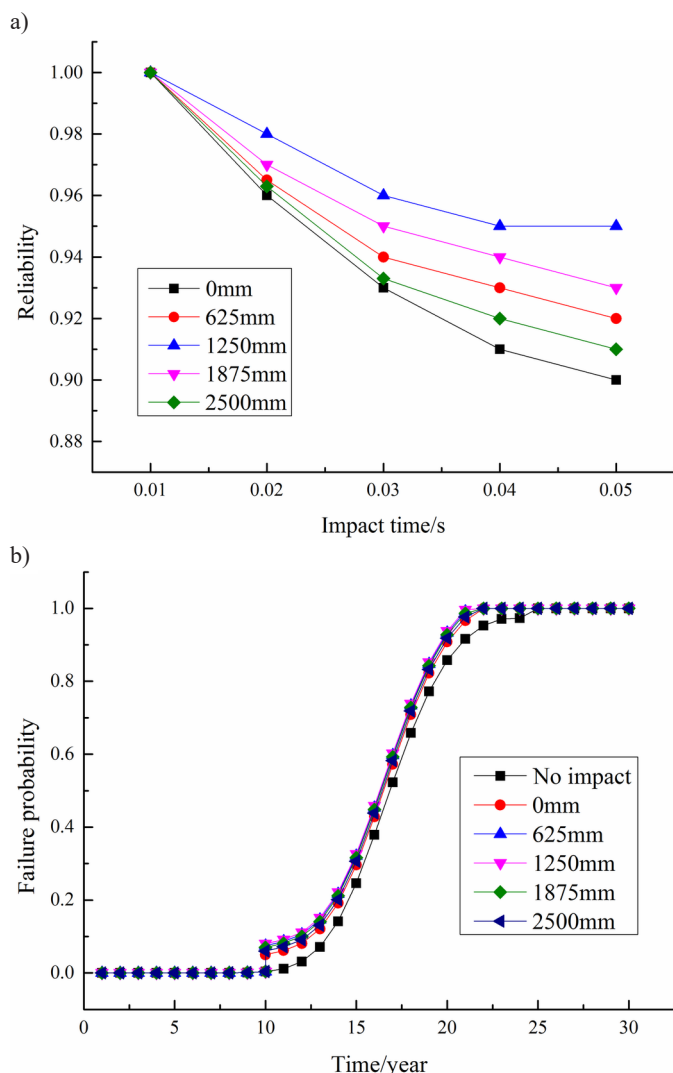 a)
1.00
0.98
0.96
0.94
0.92
0.90
0.88
Reliability
0mm
625mm
1250mm
1875mm
2500mm
0.01 0.02 0.03 0.04 0.05
Impact time/s
b)
1.0
0.8
0.6
0.4
0.2
0.0
Failure probability
No impact
0mm
625mm
1250mm
1875mm
2500mm
0 5 10 15 20 25 30
Time/year